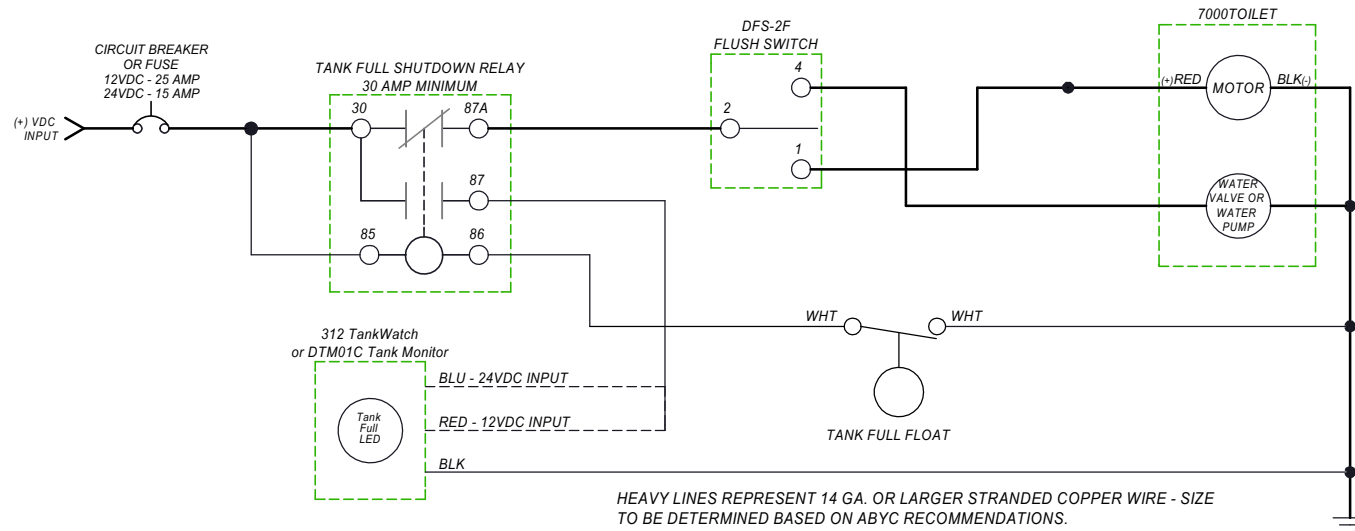 7000TOILET
DFS-2F
FLUSH SWITCH
CIRCUIT BREAKER
OR FUSE
12VDC - 25 AMP
24VDC - 15 AMP
TANK FULL SHUTDOWN RELAY
30 AMP MINIMUM
4
(+)RED
MOTOR
BLK(-)
30
87A
2
(+) VDC
INPUT
1
87
WATER
VALVE OR
WATER
PUMP
85
86
WHT
WHT
312 TankWatch
or DTM01C Tank Monitor
BLU - 24VDC INPUT
Tank
Full
LED
RED - 12VDC INPUT
TANK FULL FLOAT
BLK
HEAVY LINES REPRESENT 14 GA. OR LARGER STRANDED COPPER WIRE - SIZE
TO BE DETERMINED BASED ON ABYC RECOMMENDATIONS.